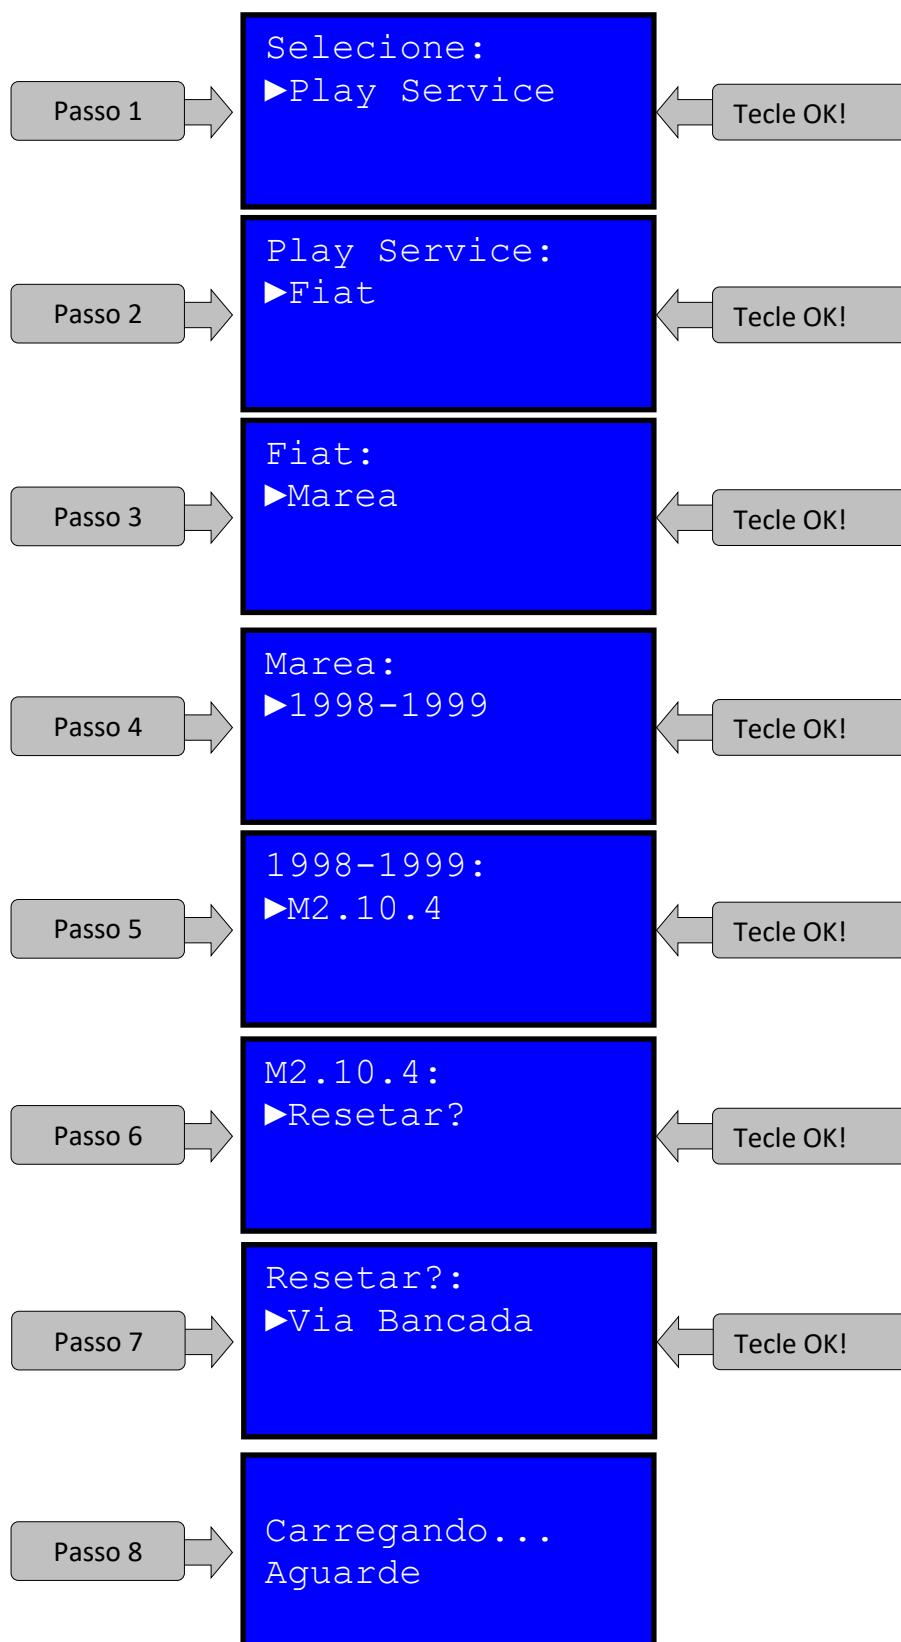 Passo 1
Selecione:
►Play Service
Tecle OK!
Passo 2
Play Service:
►Fiat
Tecle OK!
Passo 3
Fiat:
►Marea
Tecle OK!
Passo 4
Marea:
►1998-1999
Tecle OK!
Passo 5
1998-1999:
►M2.10.4
Tecle OK!
Passo 6
M2.10.4:
►Resetar?
Tecle OK!
Passo 7
Resetar?:
►Via Bancada
Tecle OK!
Passo 8
Carregando...
Aguarde